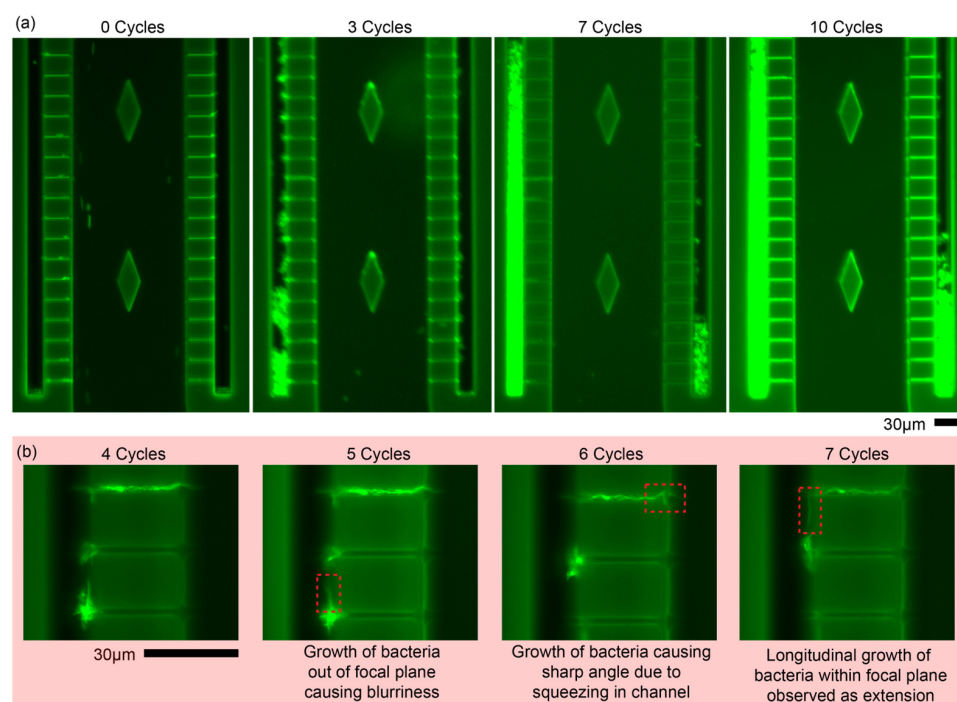 (a)
0 Cycles
3 Cycles
7 Cycles
10 Cycles
30µm
(b)
4 Cycles
5 Cycles
6 Cycles
7 Cycles
30µm
Growth of bacteria
out of focal plane
causing blurriness
Growth of bacteria causing
sharp angle due to
squeezing in channel
Longitudinal growth of
bacteria within focal plane
observed as extension